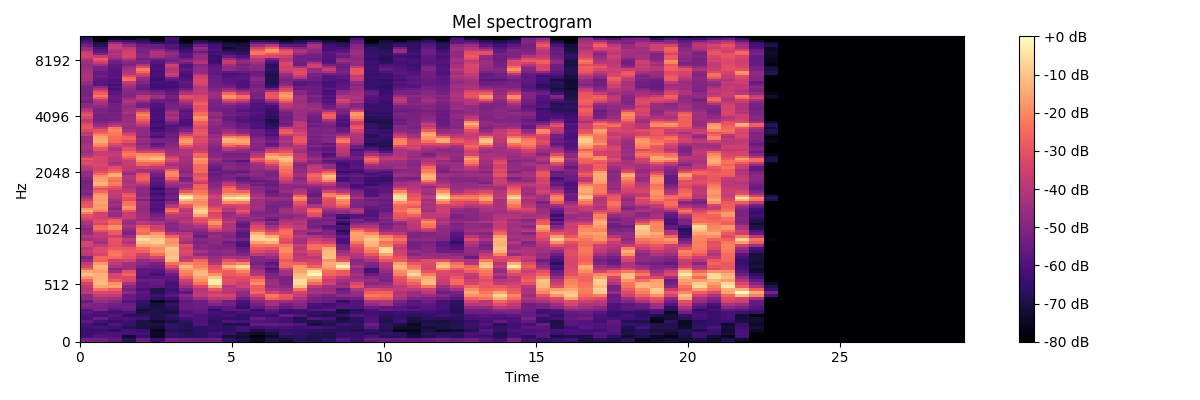 Mel spectrogram
8192
4096
2048
1024
512
0
Hz
0 5 10 15 20 25
Time
+0 dB
-10 dB
-20 dB
-30 dB
-40 dB
-50 dB
-60 dB
-70 dB
-80 dB